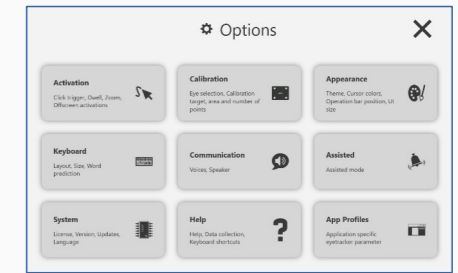 Options
Activation
Click trigger, Dwell, Zoom,
Offscreen activations
Calibration
Eye selection, Calibration
target, area and number of
points
Appearance
Theme, Cursor colors,
Operation bar position, UI
size
Keyboard
Layout, Size, Word
prediction
Communication
Voices, Speaker
Assisted
Assisted mode
System
License, Version, Updates,
Language
Help
Help, Data collection,
Keyboard shortcuts
App Profiles
Application specific
eyetracker parameter